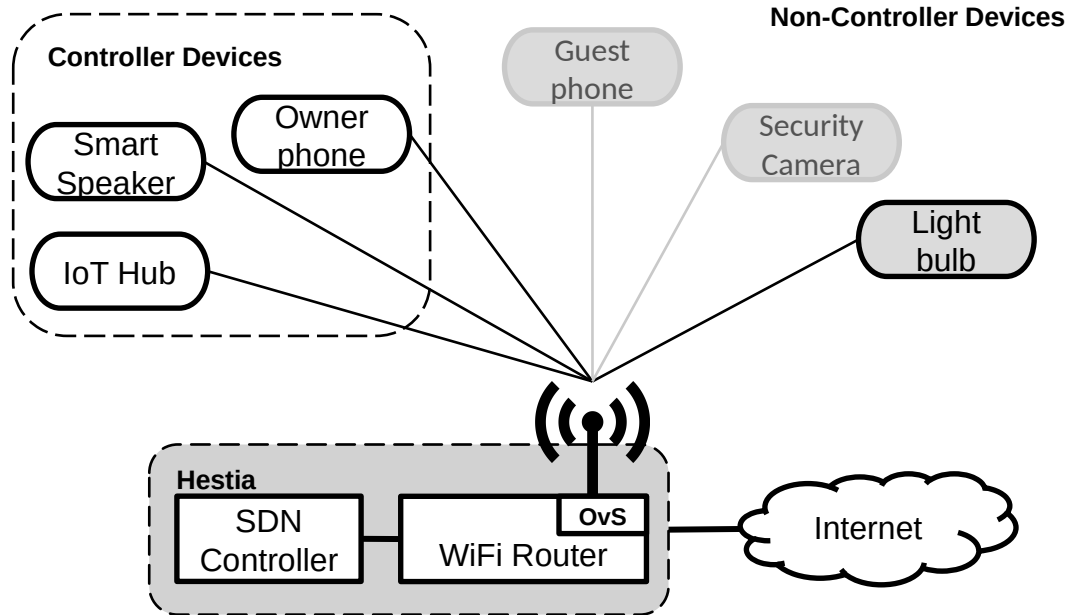 Non-Controller Devices
Controller Devices
Guest
phone
Owner
phone
Security
Camera
Smart
Speaker
Light
bulb
IoT Hub
Hestia
SDN
Controller
OvS
WiFi Router
Internet